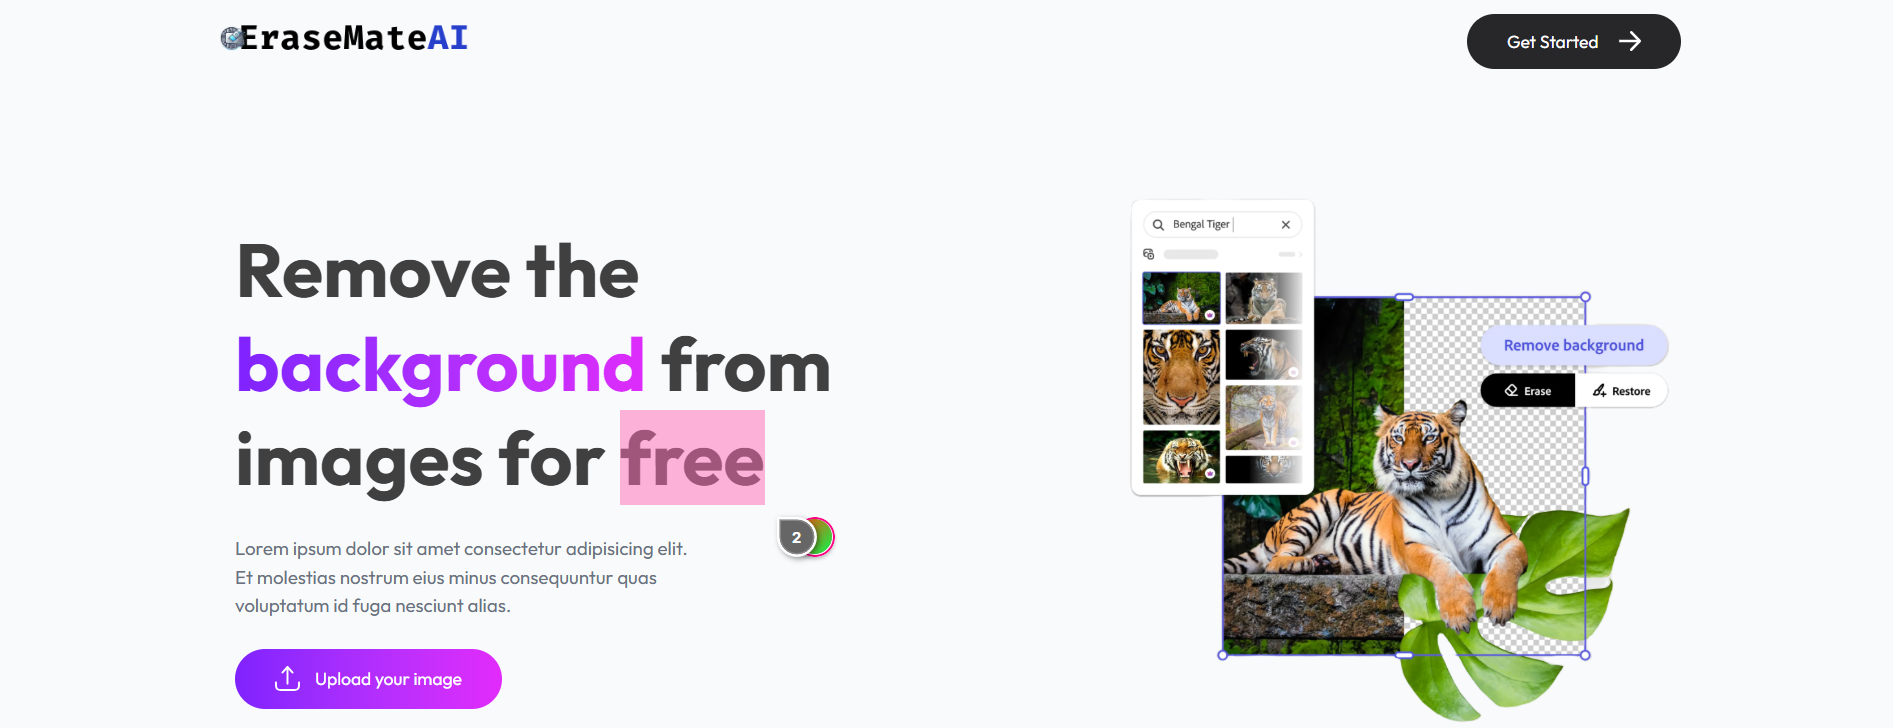 EraseMateAI
Get Started
Remove the
background from
images for free
Lorem ipsum dolor sit amet consectetur adipisicing elit.
Et molestias nostrum eius minus consequuntur quas
voluptatum id fuga nesciunt alias.
2
Upload your image
Bengal Tiger
Remove background
Erase
Restore